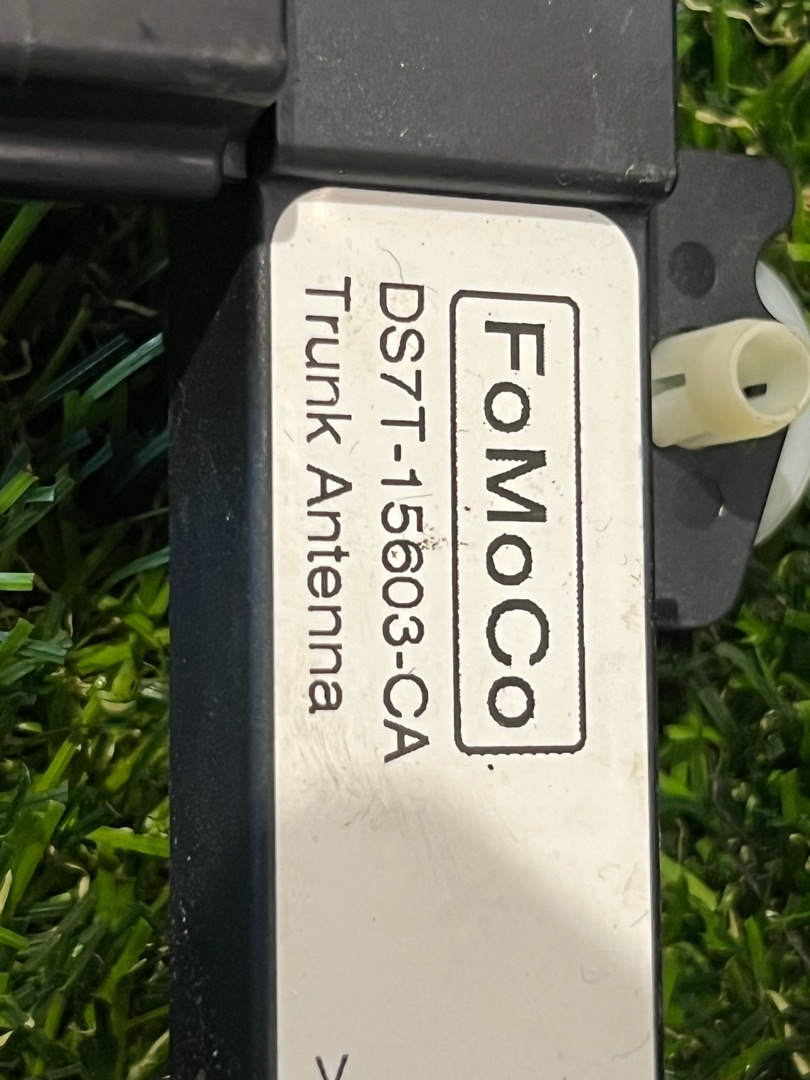 FoMoCo
DS7T-15603-CA
Trunk Antenna